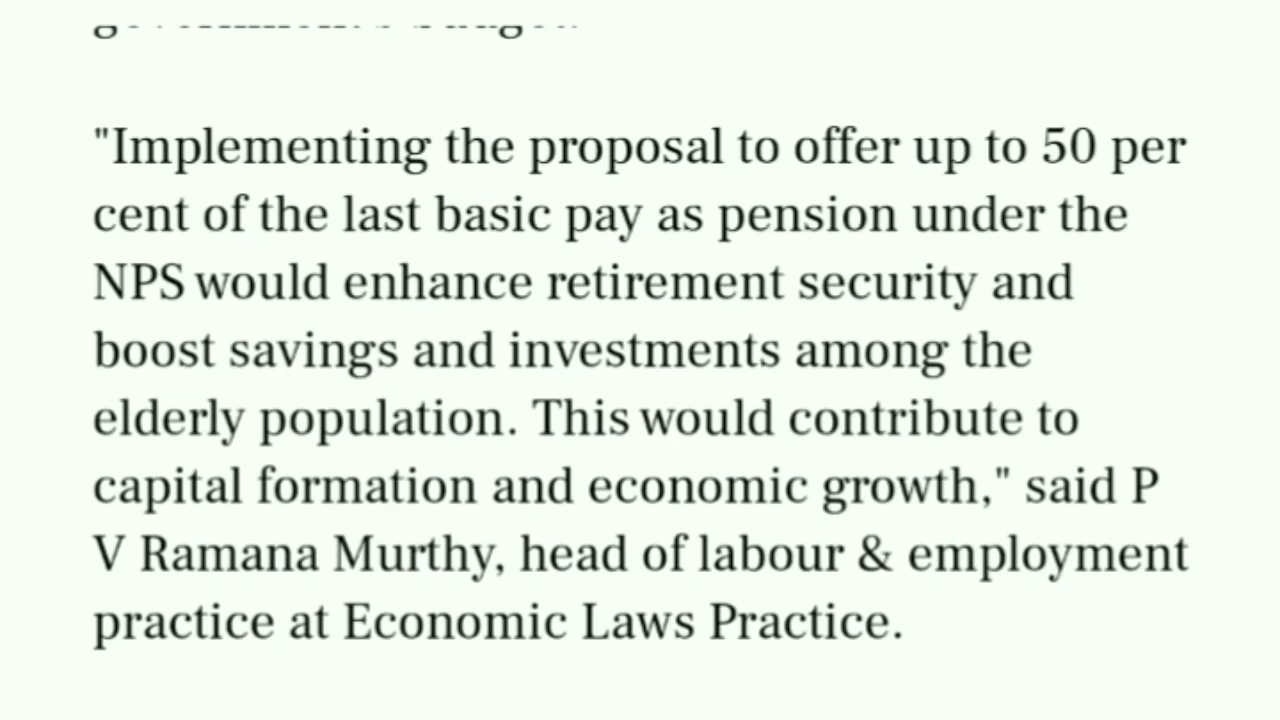 "Implementing the proposal to offer up to 50 per
cent of the last basic pay as pension under the
NPS would enhance retirement security and
boost savings and investments among the
elderly population. This would contribute to
capital formation and economic growth," said P
V Ramana Murthy, head of labour & employment
practice at Economic Laws Practice.